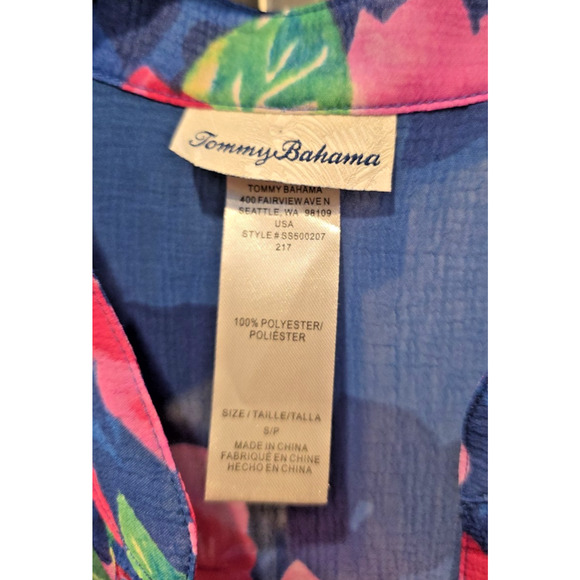 Tommy Bahama
TOMMY BAHAMA
400 FAIRVIEW AVE N
SEATTLE, WA 98109
USA
STYLE # SS500207
217
100% POLYESTER/
POLIÉSTER
SIZE / TAILLE/TALLA
S/P
MADE IN CHINA
FABRIQUÉ EN CHINE
HECHO EN CHINA